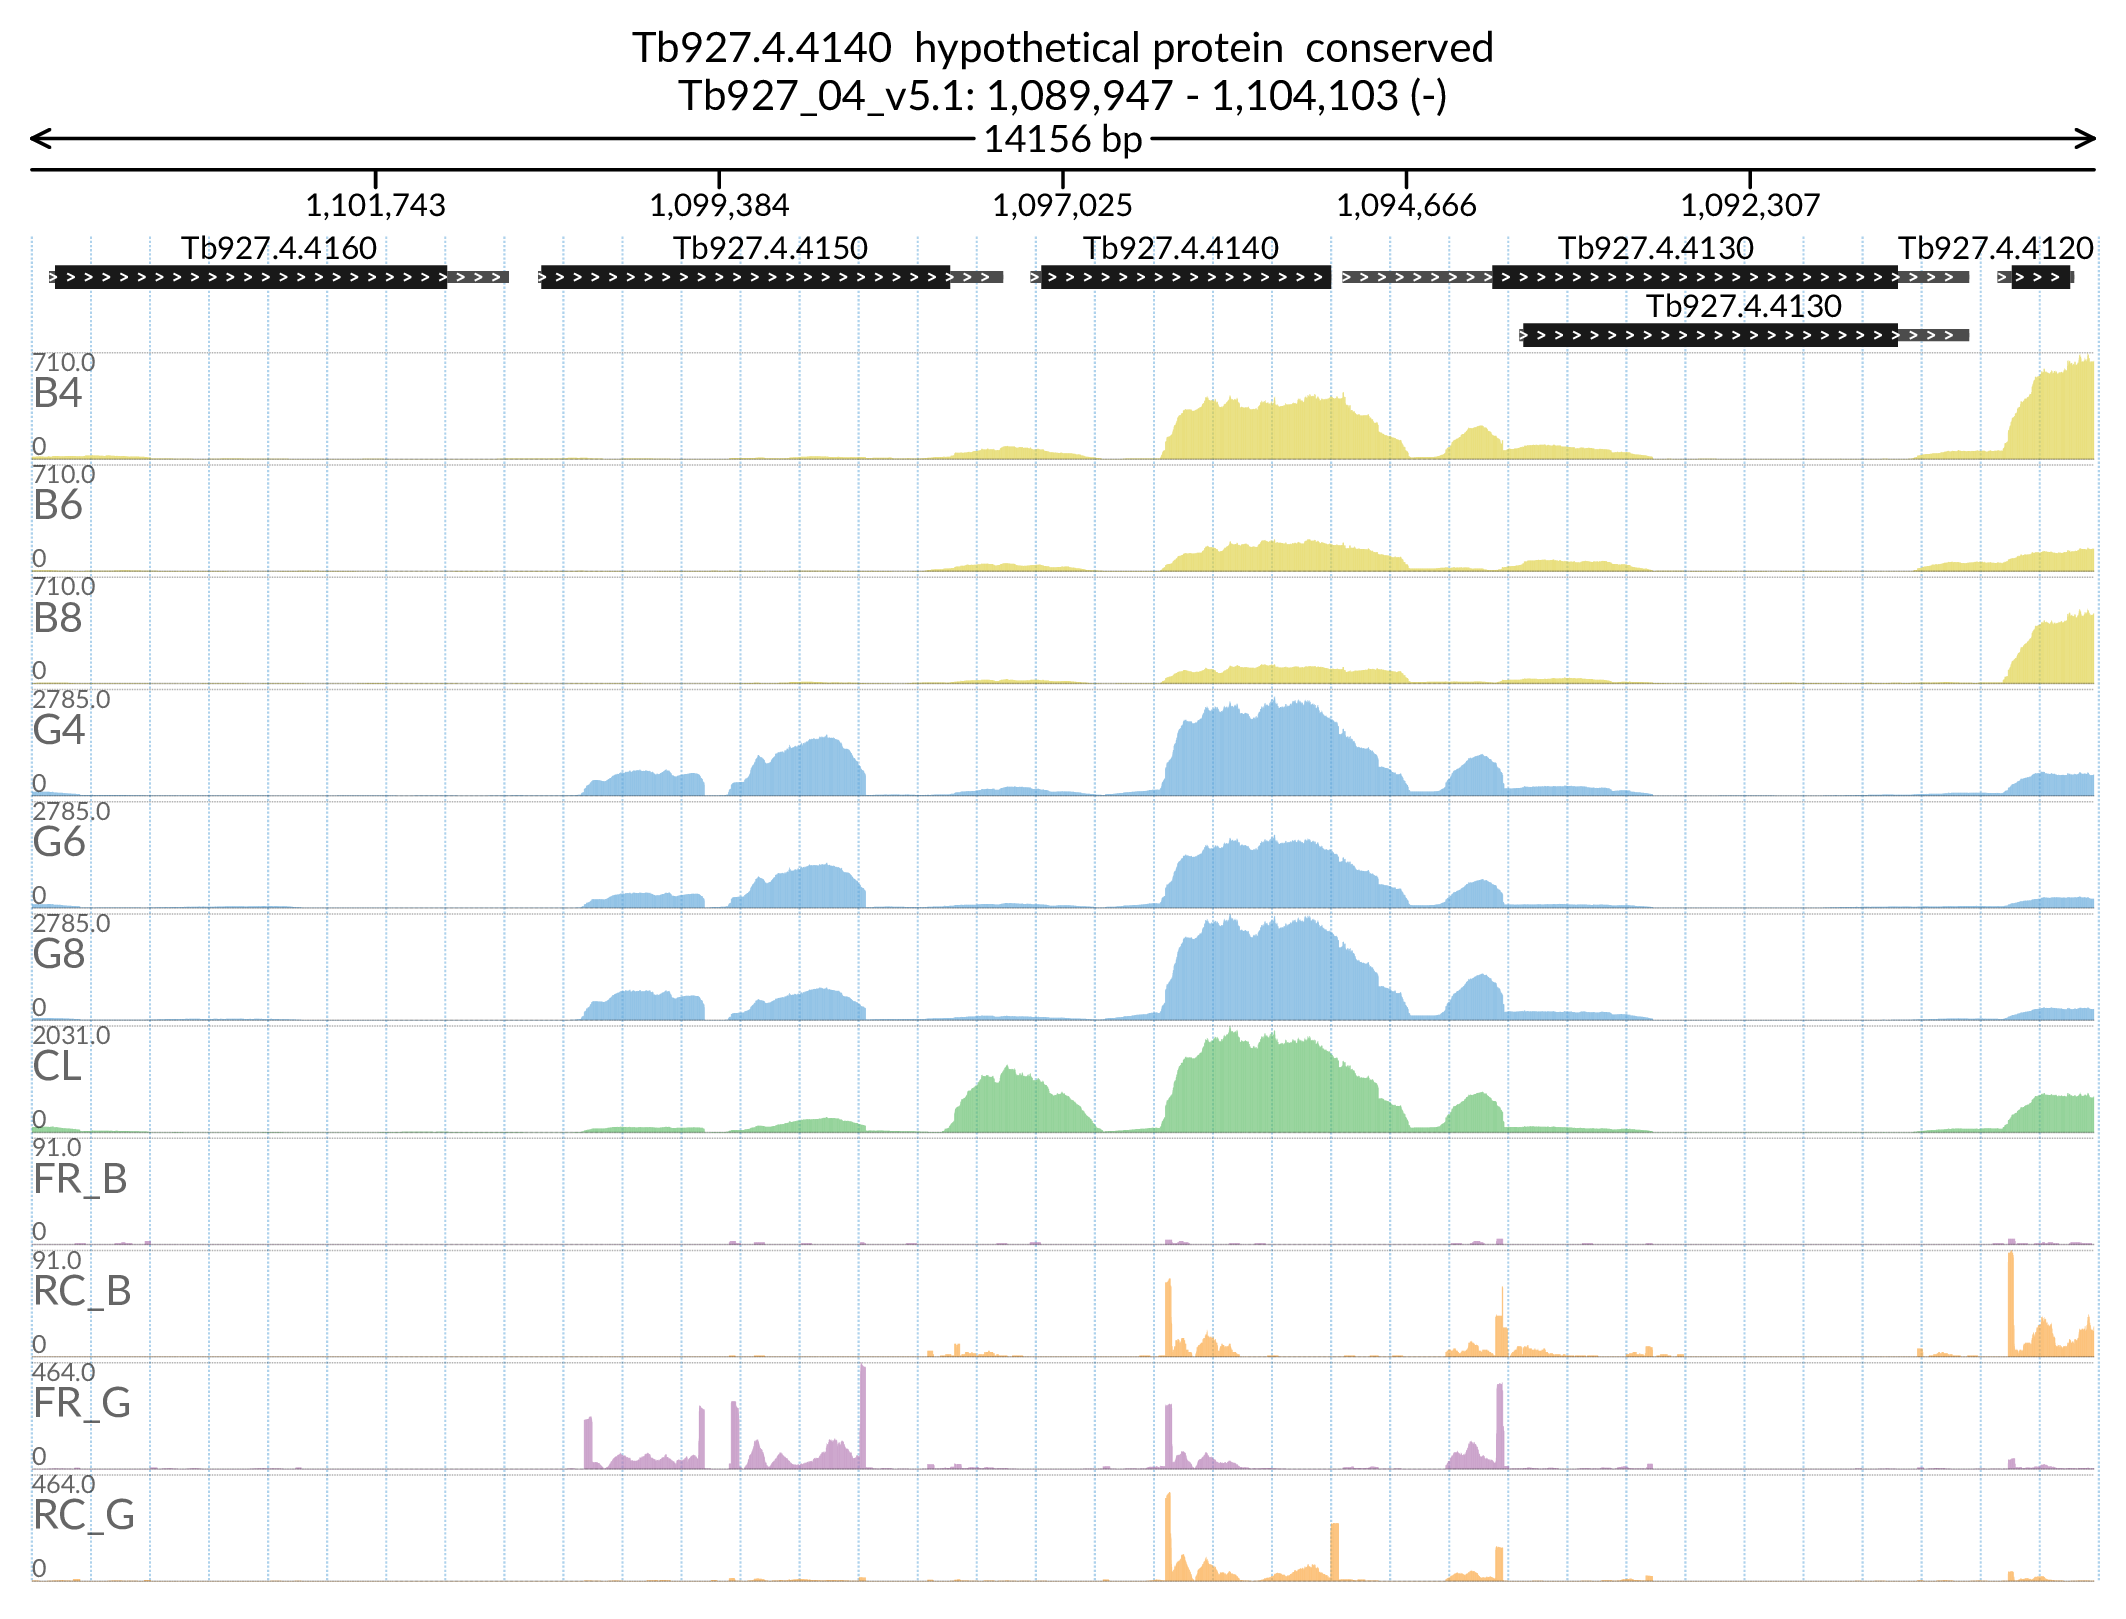 Tb927.4.4140  hypothetical protein  conserved
Tb927_04_v5.1: 1,089,947 - 1,104,103 (-)
14156 bp
1,101,743 1,099,384 1,097,025 1,094,666 1,092,307
Tb927.4.4160 Tb927.4.4150 Tb927.4.4140 Tb927.4.4130 Tb927.4.4120
Tb927.4.4130
710.0
B4
0
710.0
B6
0
710.0
B8
0
2785.0
G4
0
2785.0
G6
0
2785.0
G8
0
2031.0
CL
0
91.0
FR_B
0
91.0
RC_B
0
464.0
FR_G
0
464.0
RC_G
0